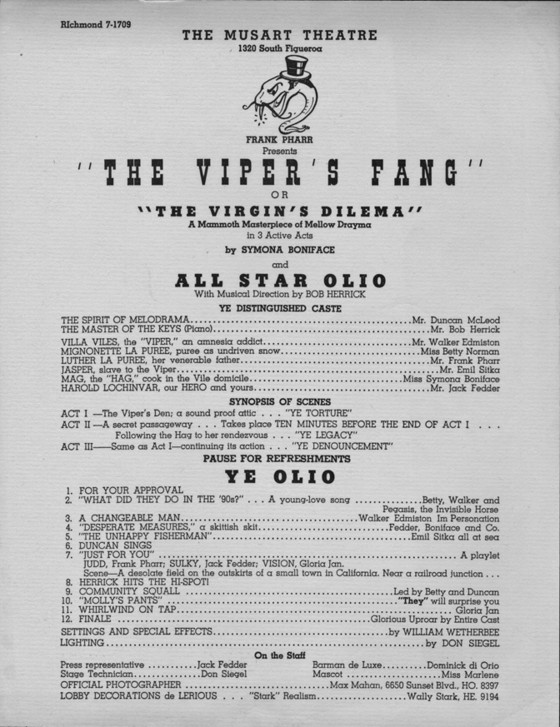 RIchmond 7-1709
THE MUSART THEATRE
1320 South Figueroa
FRANK PHARR
Presents
"THE VIPER'S FANG"
OR
"THE VIRGIN'S DILEMA"
A Mammoth Masterpiece of Mellow Drayma
in 3 Active Acts
by SYMONA BONIFACE
and
ALL STAR OLIO
With Musical Direction by BOB HERRICK
YE DISTINGUISHED CASTE
THE SPIRIT OF MELODRAMA..........Mr. Duncan McLeod
THE MASTER OF THE KEYS (Piano)..........Mr. Bob Herrick
VILLA VILES, the "VIPER," an amnesia addict..........Mr. Walker Edmiston
MIGNONETTE LA PUREE, puree as undriven snow..........Miss Betty Norman
LUTHER LA PUREE, her venerable father..........Mr. Frank Pharr
JASPER, slave to the Viper..........Mr. Emil Sitka
MAG, the "HAG," cook in the Vile domicile..........Miss Symona Boniface
HAROLD LOCHINVAR, our HERO and yours..........Mr. Jack Fedder
SYNOPSIS OF SCENES
ACT I —The Viper's Den; a sound proof attic . . . "YE TORTURE"
ACT II —A secret passageway . . . Takes place TEN MINUTES BEFORE THE END OF ACT I . . .
Following the Hag to her rendezvous . . . "YE LEGACY"
ACT III—Same as Act I—continuing its action . . . "YE DENOUNCEMENT"
PAUSE FOR REFRESHMENTS
YE OLIO
1. FOR YOUR APPROVAL
2. "WHAT DID THEY DO IN THE '90s?" . . . A young-love song ..........Betty, Walker and
Pegasis, the Invisible Horse
3. A CHANGEABLE MAN..........Walker Edmiston Im Personation
4. "DESPERATE MEASURES," a skittish skit..........Fedder, Boniface and Co.
5. "THE UNHAPPY FISHERMAN"..........Emil Sitka all at sea
6. DUNCAN SINGS
7. "JUST FOR YOU"..........A playlet
JUDD, Frank Pharr; SULKY, Jack Fedder; VISION, Gloria Jan.
Scene—A desolate field on the outskirts of a small town in California. Near a railroad junction . . .
8. HERRICK HITS THE HI-SPOT!
9. COMMUNITY SQUALL..........Led by Betty and Duncan
10. "MOLLY'S PANTS"..........."They" will surprise you
11. WHIRLWIND ON TAP..........Gloria Jan
12. FINALE..........Glorious Uproar by Entire Cast
SETTINGS AND SPECIAL EFFECTS..........by WILLIAM WETHERBEE
LIGHTING..........by DON SIEGEL
On the Staff
Press representative..........Jack Fedder Barman de Luxe..........Dominick di Orio
Stage Technician..........Don Siegel Mascot..........Miss Marlene
OFFICIAL PHOTOGRAPHER..........Max Mahan, 6650 Sunset Blvd., HO. 8397
LOBBY DECORATIONS de LERIOUS . . . "Stark" Realism..........Wally Stark, HE. 9194